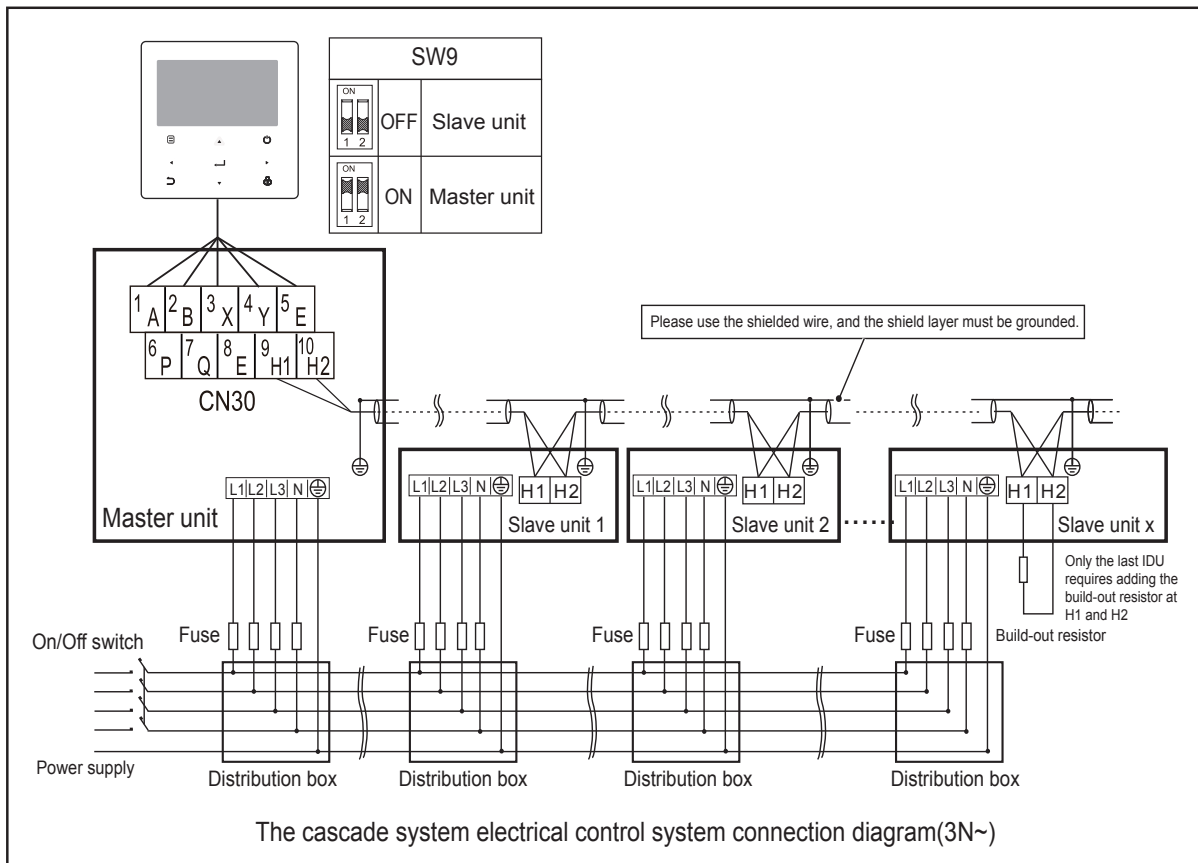 SW9
ON
1 2
OFF
Slave unit
ON
1 2
ON
Master unit
1 A
2 B
3 X
4 Y
5 E
6 P
7 Q
8 E
9 H1
10 H2
CN30
Please use the shielded wire, and the shield layer must be grounded.
L1 L2 L3 N
Master unit
L1 L2 L3 N
H1 H2
Slave unit 1
L1 L2 L3 N
H1 H2
Slave unit 2
L1 L2 L3 N
H1 H2
Slave unit x
Only the last IDU
requires adding the
build-out resistor at
H1 and H2
Build-out resistor
On/Off switch
Fuse
Fuse
Fuse
Fuse
Power supply
Distribution box
Distribution box
Distribution box
Distribution box
The cascade system electrical control system connection diagram(3N~)